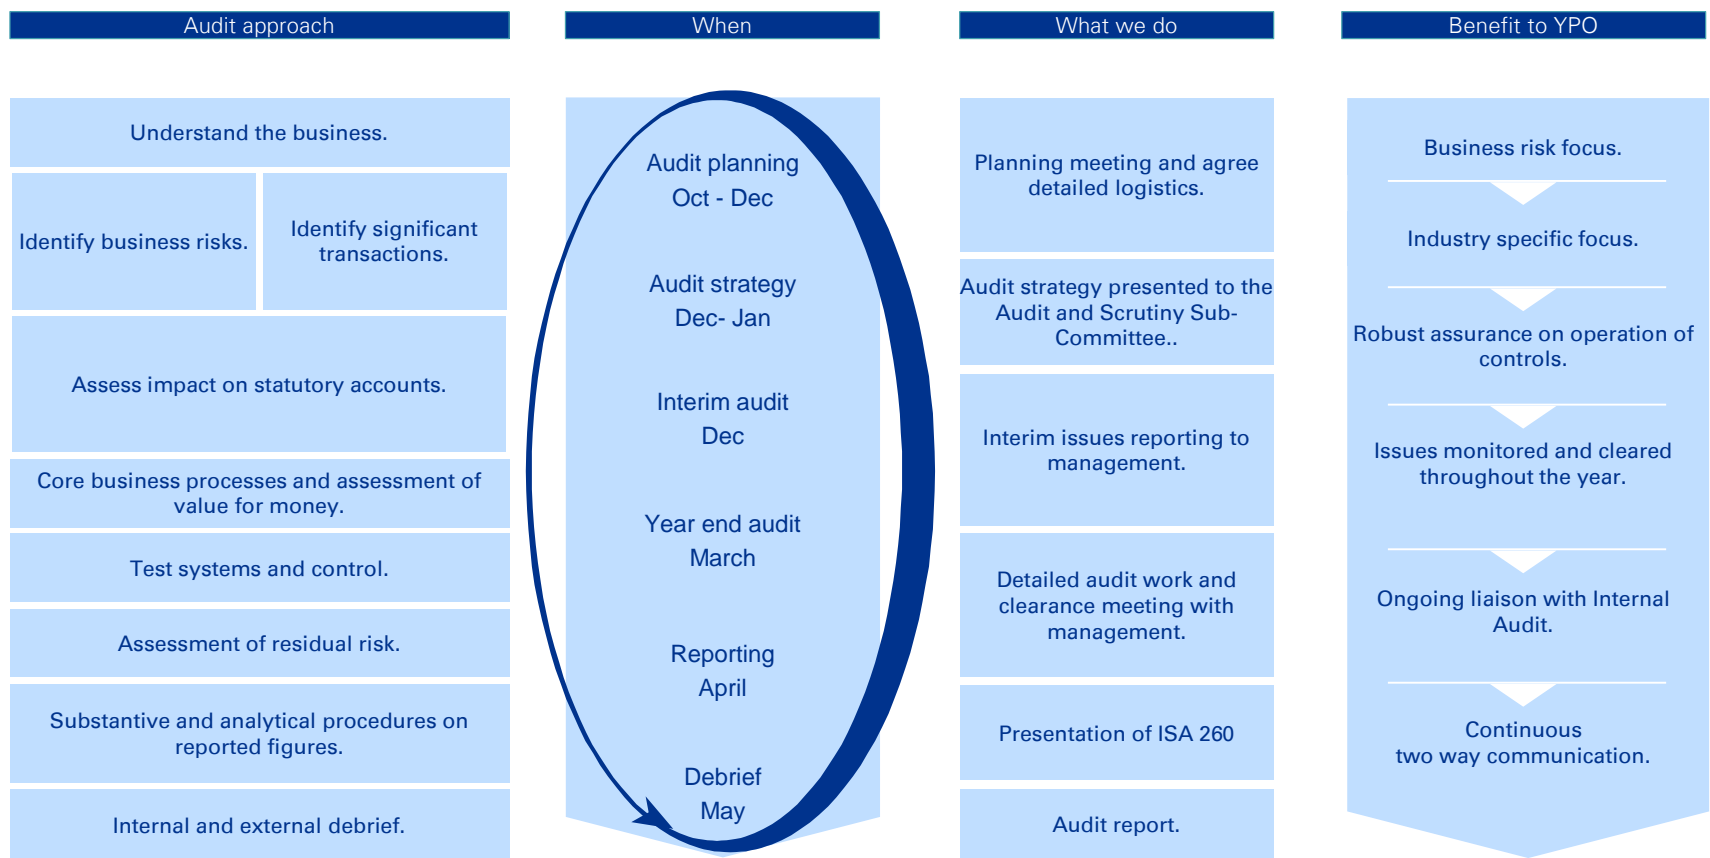 Audit approach
Understand the business.
Identify business risks.
Identify significant
transactions.
Assess impact on statutory accounts.
Core business processes and assessment of
value for money.
Test systems and control.
Assessment of residual risk.
Substantive and analytical procedures on
reported figures.
Internal and external debrief.
When
Audit planning
Oct - Dec
Audit strategy
Dec- Jan
Interim audit
Dec
Year end audit
March
Reporting
April
Debrief
May
What we do
Planning meeting and agree
detailed logistics.
Audit strategy presented to the
Audit and Scrutiny Sub-
Committee..
Interim issues reporting to
management.
Detailed audit work and
clearance meeting with
management.
Presentation of ISA 260
Audit report.
Benefit to YPO
Business risk focus.
Industry specific focus.
Robust assurance on operation of
controls.
Issues monitored and cleared
throughout the year.
Ongoing liaison with Internal
Audit.
Continuous
two way communication.